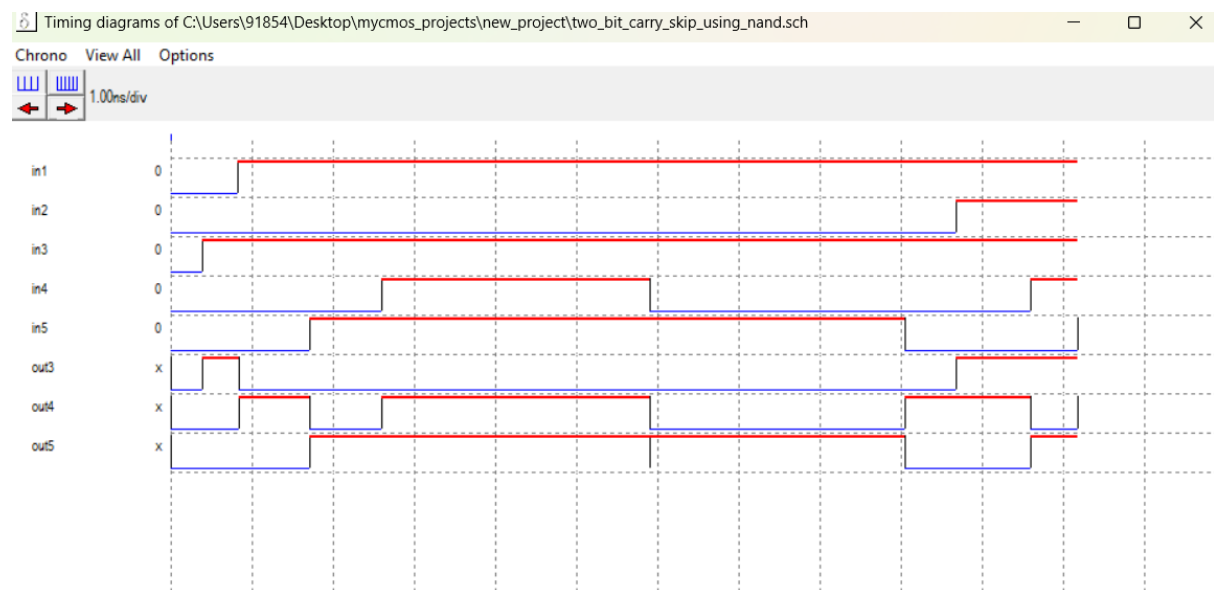 Timing diagrams of C:\Users\91854\Desktop\mycmos_projects\new_project\two_bit_carry_skip_using_nand.sch
Chrono View All Options
1.00ns/div
in1 0
in2 0
in3 0
in4 0
in5 0
out3 x
out4 x
out5 x